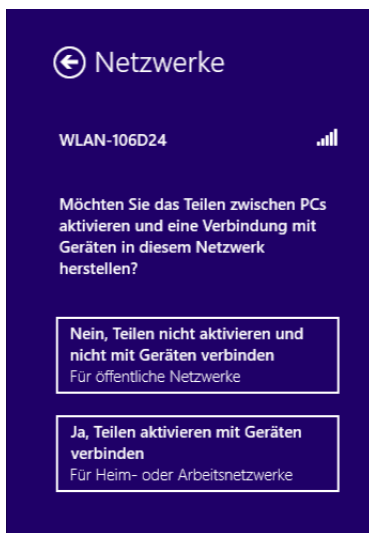 Netzwerke
WLAN-106D24
Möchten Sie das Teilen zwischen PCs
aktivieren und eine Verbindung mit
Geräten in diesem Netzwerk
herstellen?
Nein, Teilen nicht aktivieren und
nicht mit Geräten verbinden
Für öffentliche Netzwerke
Ja, Teilen aktivieren mit Geräten
verbinden
Für Heim- oder Arbeitsnetzwerke